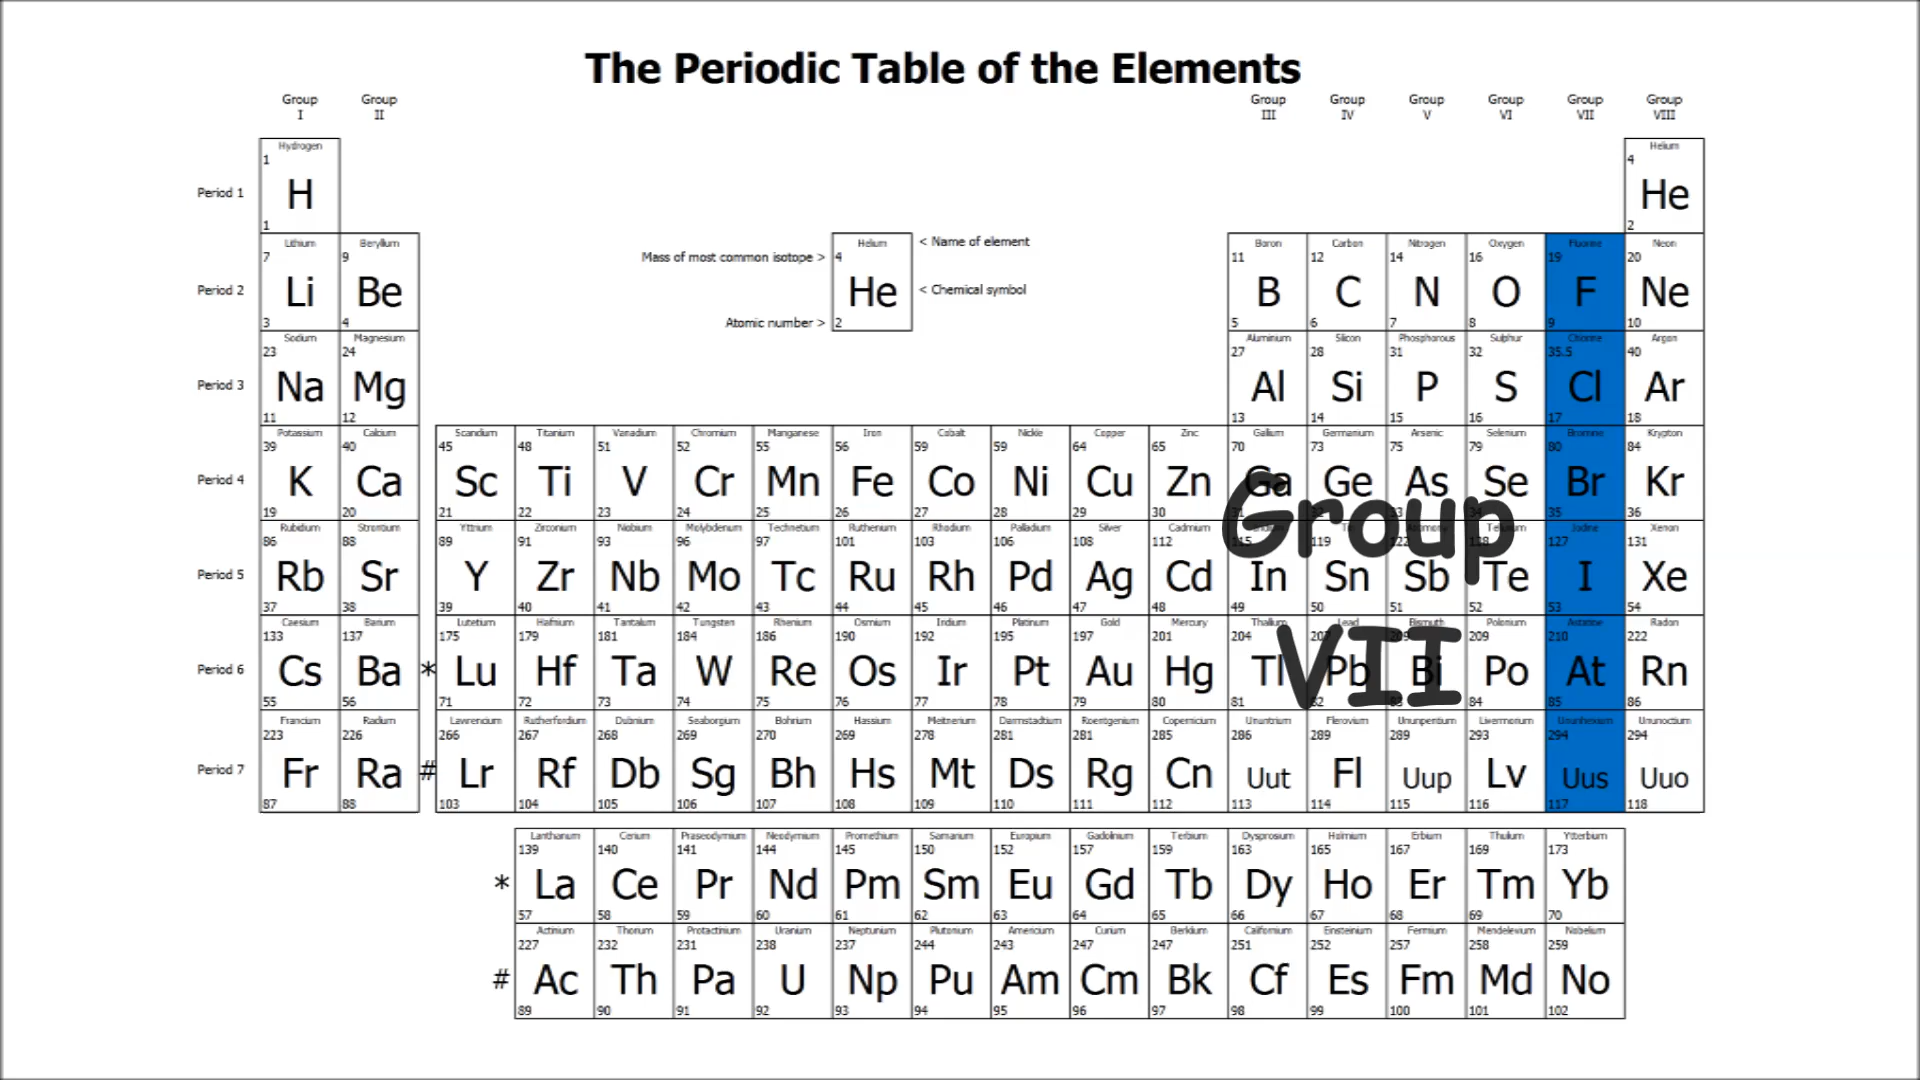 The Periodic Table of the Elements
Group I Group II Group III Group IV Group V Group VI Group VII Group VIII
Period 1
Hydrogen 1 H 1
Helium 4 He 2
Mass of most common isotope >
Atomic number >
Helium 4 He 2
< Name of element
< Chemical symbol
Period 2
Lithium 7 Li 3
Beryllium 9 Be 4
Boron 11 B 5
Carbon 12 C 6
Nitrogen 14 N 7
Oxygen 16 O 8
Fluorine 19 F 9
Neon 20 Ne 10
Period 3
Sodium 23 Na 11
Magnesium 24 Mg 12
Aluminium 27 Al 13
Silicon 28 Si 14
Phosphorous 31 P 15
Sulphur 32 S 16
Chlorine 35.5 Cl 17
Argon 40 Ar 18
Period 4
Potassium 39 K 19
Calcium 40 Ca 20
Scandium 45 Sc 21
Titanium 48 Ti 22
Vanadium 51 V 23
Chromium 52 Cr 24
Manganese 55 Mn 25
Iron 56 Fe 26
Cobalt 59 Co 27
Nickle 59 Ni 28
Copper 64 Cu 29
Zinc 65 Zn 30
Gallium 70 Ga 31
Germanium 73 Ge 32
Arsenic 75 As 33
Selenium 79 Se 34
Bromine 80 Br 35
Krypton 84 Kr 36
Period 5
Rubidium 86 Rb 37
Strontium 88 Sr 38
Yttrium 89 Y 39
Zirconium 91 Zr 40
Niobium 93 Nb 41
Molybdenum 96 Mo 42
Technetium 97 Tc 43
Ruthenium 101 Ru 44
Rhodium 103 Rh 45
Palladium 106 Pd 46
Silver 108 Ag 47
Cadmium 112 Cd 48
Indium 115 In 49
Tin 119 Sn 50
122 Sb 51
Tellurium 128 Te 52
Iodine 127 I 53
Xenon 131 Xe 54
Group
VII
Period 6
Caesium 133 Cs 55
Barium 137 Ba 56
*
Lutetium 175 Lu 71
Hafnium 179 Hf 72
Tantalum 181 Ta 73
Tungsten 184 W 74
Rhenium 186 Re 75
Osmium 190 Os 76
Iridium 192 Ir 77
Platinum 195 Pt 78
Gold 197 Au 79
Mercury 201 Hg 80
Thallium 204 Tl 81
Lead 207 Pb 82
Bismuth 209 Bi 83
Polonium 209 Po 84
Astatine 210 At 85
Radon 222 Rn 86
Period 7
Francium 223 Fr 87
Radium 226 Ra 88
#
Lawrencium 266 Lr 103
Rutherfordium 267 Rf 104
Dubnium 268 Db 105
Seaborgium 269 Sg 106
Bohrium 270 Bh 107
Hassium 269 Hs 108
Meitnerium 278 Mt 109
Darmstadtium 281 Ds 110
Roentgenium 281 Rg 111
Copernicium 285 Cn 112
Ununtrium 286 Uut 113
Flerovium 289 Fl 114
Ununpentium 289 Uup 115
Livermorium 293 Lv 116
Ununhexium 294 Uus 117
Ununoctium 294 Uuo 118
*
Lanthanum 139 La 57
Cerium 140 Ce 58
Praseodymium 141 Pr 59
Neodymium 144 Nd 60
Promethium 145 Pm 61
Samarium 150 Sm 62
Europium 152 Eu 63
Gadolinium 157 Gd 64
Terbium 159 Tb 65
Dysprosium 163 Dy 66
Holmium 165 Ho 67
Erbium 167 Er 68
Thulium 169 Tm 69
Ytterbium 173 Yb 70
#
Actinium 227 Ac 89
Thorium 232 Th 90
Protactinium 231 Pa 91
Uranium 238 U 92
Neptunium 237 Np 93
Plutonium 244 Pu 94
Americium 243 Am 95
Curium 247 Cm 96
Berklium 247 Bk 97
Californium 251 Cf 98
Einsteinium 252 Es 99
Fermium 257 Fm 100
Mendelevium 258 Md 101
Nobelium 259 No 102